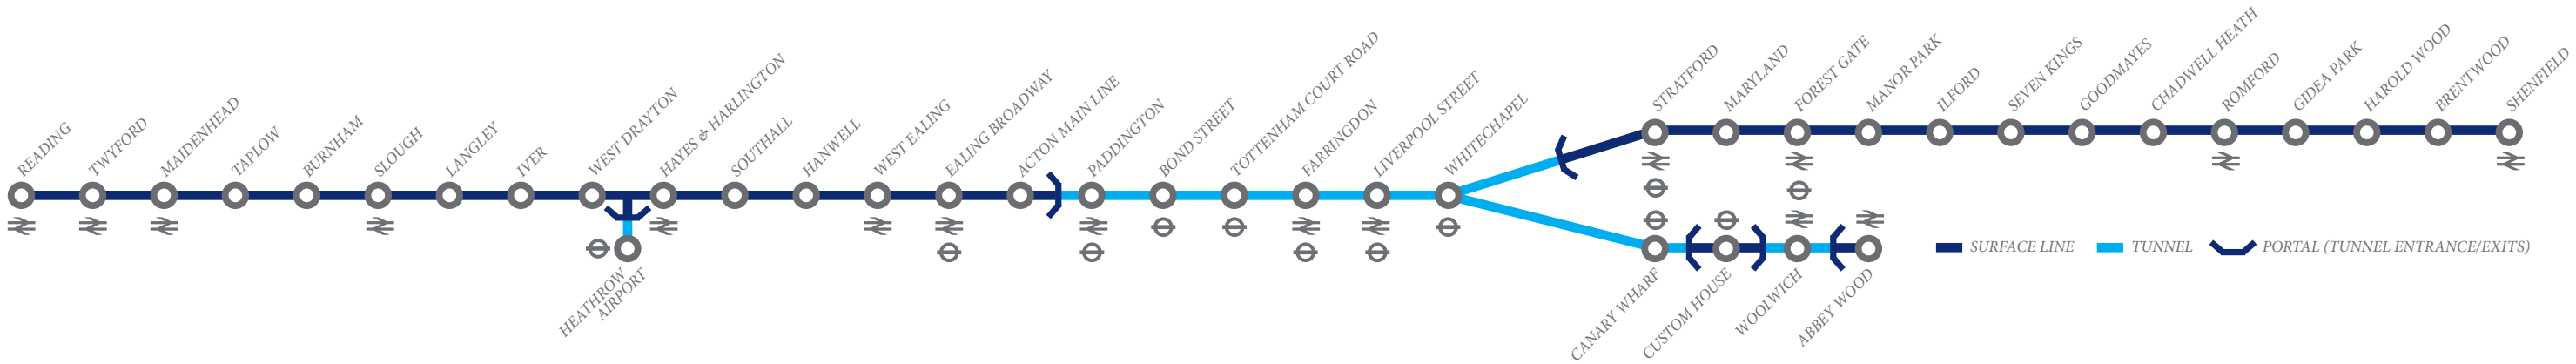 READING
TWYFORD
MAIDENHEAD
TAPLOW
BURNHAM
SLOUGH
LANGLEY
IVER
WEST DRAYTON
HAYES & HARLINGTON
SOUTHALL
HANWELL
WEST EALING
EALING BROADWAY
ACTON MAIN LINE
PADDINGTON
BOND STREET
TOTTENHAM COURT ROAD
FARRINGDON
LIVERPOOL STREET
WHITECHAPEL
STRATFORD
MARYLAND
FOREST GATE
MANOR PARK
ILFORD
SEVEN KINGS
GOODMAYES
CHADWELL HEATH
ROMFORD
GIDEA PARK
HAROLD WOOD
BRENTWOOD
SHENFIELD
HEATHROW
AIRPORT
CANARY WHARF
CUSTOM HOUSE
WOOLWICH
ABBEY WOOD
SURFACE LINE
TUNNEL
PORTAL (TUNNEL ENTRANCE/EXITS)